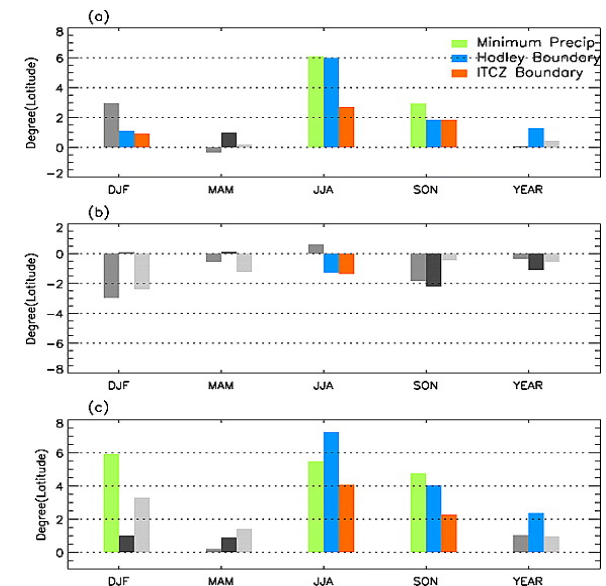 (a)
8
6
4
2
0
−2
Degree(Latitude)
Minimum Precip
Hadley Boundary
ITCZ Boundary
DJF MAM JJA SON YEAR
(b)
2
0
−2
−4
−6
−8
Degree(Latitude)
DJF MAM JJA SON YEAR
(c)
8
6
4
2
0
Degree(Latitude)
DJF MAM JJA SON YEAR